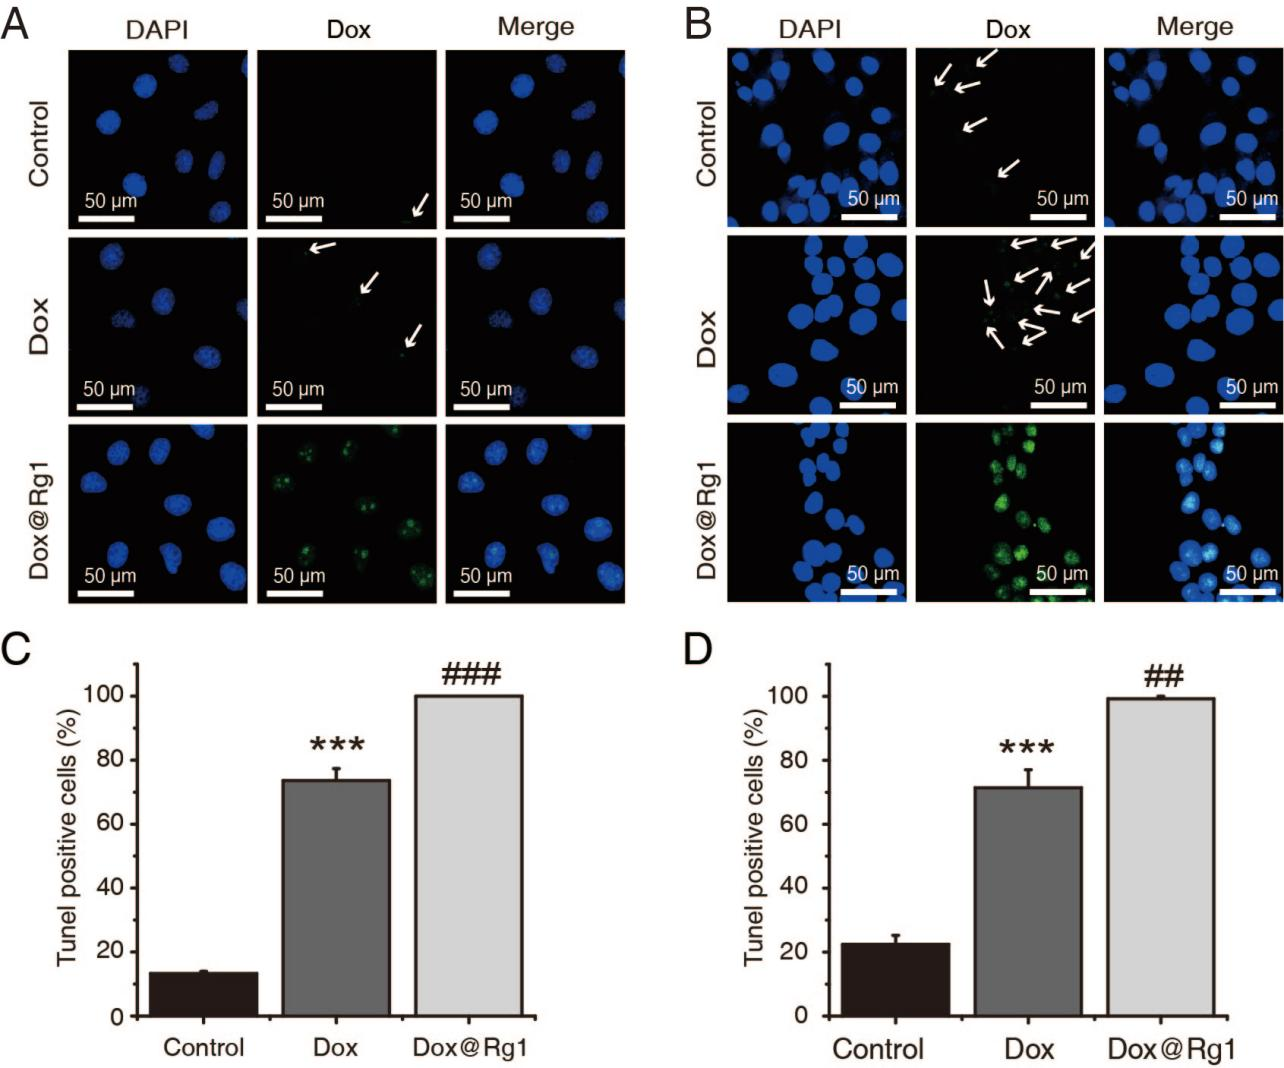 A
DAPI
Dox
Merge
Control
50 µm
50 µm
50 µm
Dox
50 µm
50 µm
50 µm
Dox@Rg1
50 µm
50 µm
50 µm
B
DAPI
Dox
Merge
Control
50 µm
50 µm
50 µm
Dox
50 µm
50 µm
50 µm
Dox@Rg1
50 µm
50 µm
50 µm
C
Tunel positive cells (%)
100
80
60
40
20
0
***
###
Control
Dox
Dox@Rg1
D
Tunel positive cells (%)
100
80
60
40
20
0
***
##
Control
Dox
Dox@Rg1